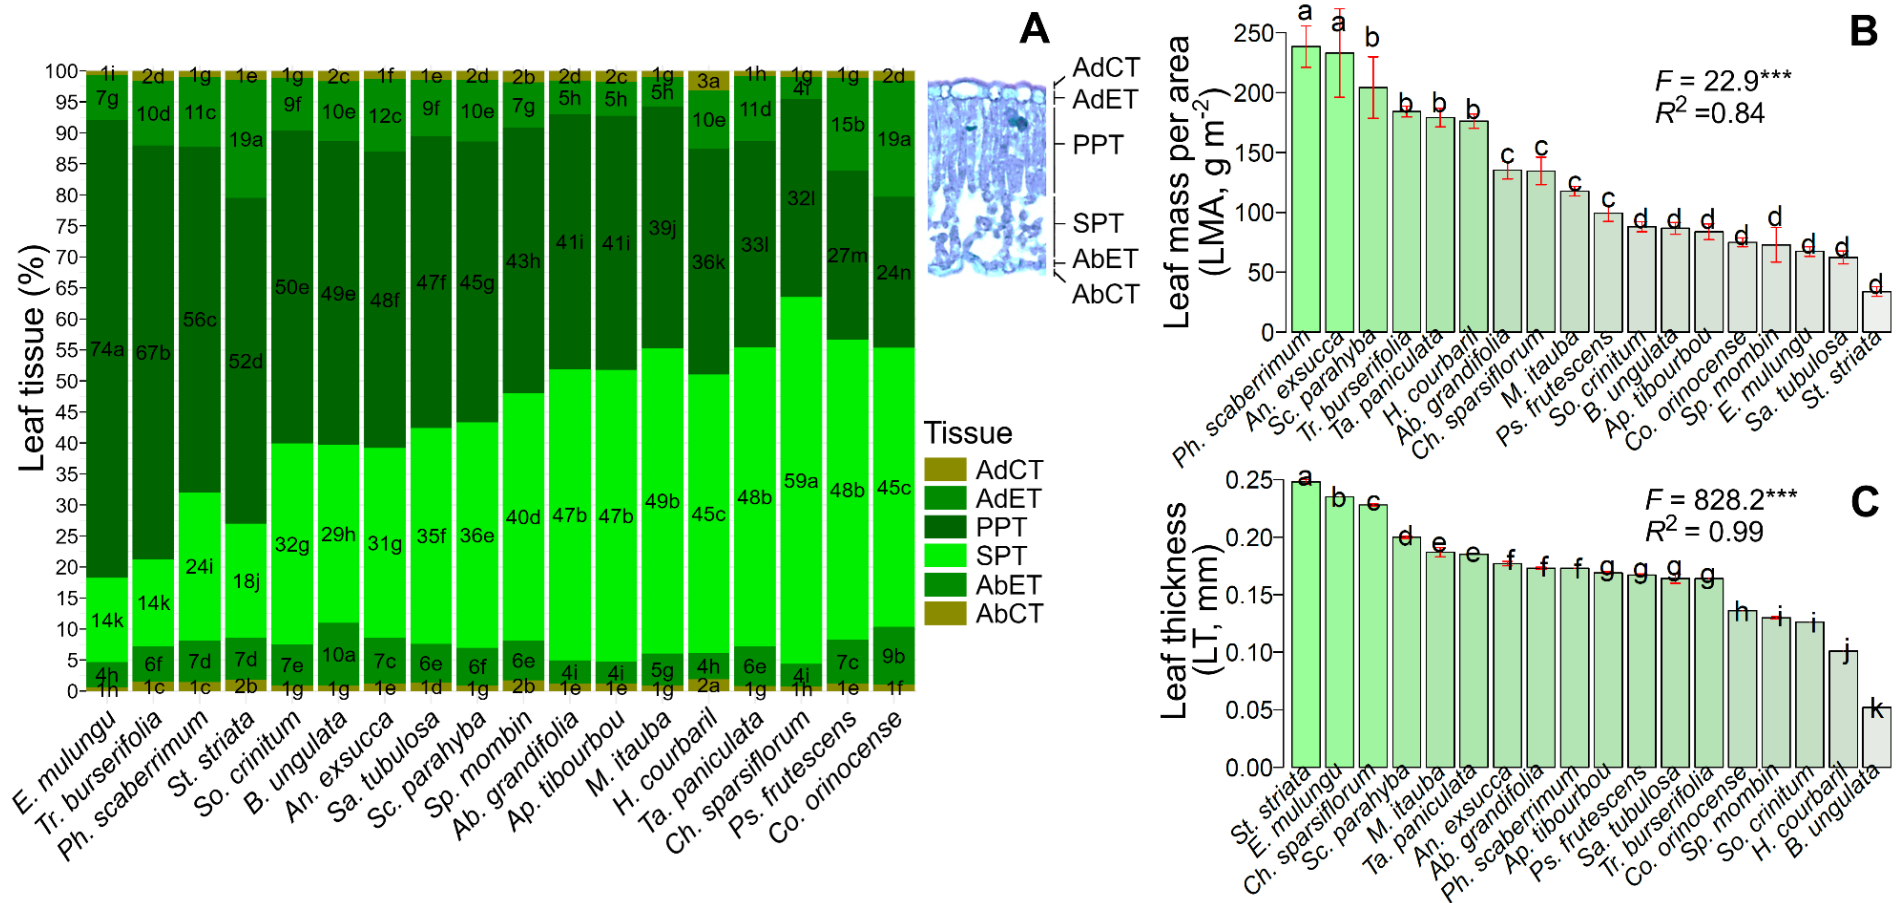 A
Leaf tissue (%)
100
95
90
85
80
75
70
65
60
55
50
45
40
35
30
25
20
15
10
5
0
1i 2d 1g 1e 1g 2c 1f 1e 2d 2b 2d 2c 1g 3a 1h 1g 1g 2d
7g 10d 11c 19a 9f 10e 12c 9f 10e 7g 5h 5h 5h 10e 11d 4i 15b 19a
74a 67b 56c 52d 50e 49e 48f 47f 45g 43h 41i 41i 39j 36k 33l 32l 27m 24n
14k 14k 24i 18j 32g 29h 31g 35f 36e 40d 47b 47b 49b 45c 48b 59a 48b 45c
4h 6f 7d 7d 7e 10a 7c 6e 6f 6e 4i 4i 5g 4h 6e 4i 7c 9b
1h 1c 1c 2b 1g 1g 1e 1d 1g 2b 1e 1e 1g 2a 1g 1h 1e 1f
E. mulungu
Tr. burserifolia
Ph. scaberrimum
St. striata
So. crinitum
B. ungulata
An. exsucca
Sa. tubulosa
Sc. parahyba
Sp. mombin
Ab. grandifolia
Ap. tibourbou
M. itauba
H. courbaril
Ta. paniculata
Ch. sparsiflorum
Ps. frutescens
Co. orinocense
AdCT
AdET
PPT
SPT
AbET
AbCT
Tissue
AdCT
AdET
PPT
SPT
AbET
AbCT
B
Leaf mass per area
(LMA, g m-2)
250
200
150
100
50
0
F = 22.9***
R2 =0.84
a a b b b b c c c c d d d d d d d d
Ph. scaberrimum
An. exsucca
Sc. parahyba
Tr. burserifolia
Ta. paniculata
H. courbaril
Ab. grandifolia
Ch. sparsiflorum
M. itauba
Ps. frutescens
So. crinitum
B. ungulata
Ap. tibourbou
Co. orinocense
Sp. mombin
E. mulungu
Sa. tubulosa
St. striata
C
Leaf thickness
(LT, mm)
0.25
0.20
0.15
0.10
0.05
0.00
F = 828.2***
R2 = 0.99
a b c d e e f f f g g g g h i i j k
St. striata
E. mulungu
Ch. sparsiflorum
Sc. parahyba
M. itauba
Ta. paniculata
An. exsucca
Ab. grandifolia
Ph. scaberrimum
Ap. tibourbou
Ps. frutescens
Sa. tubulosa
Tr. burserifolia
Co. orinocense
Sp. mombin
So. crinitum
H. courbaril
B. ungulata